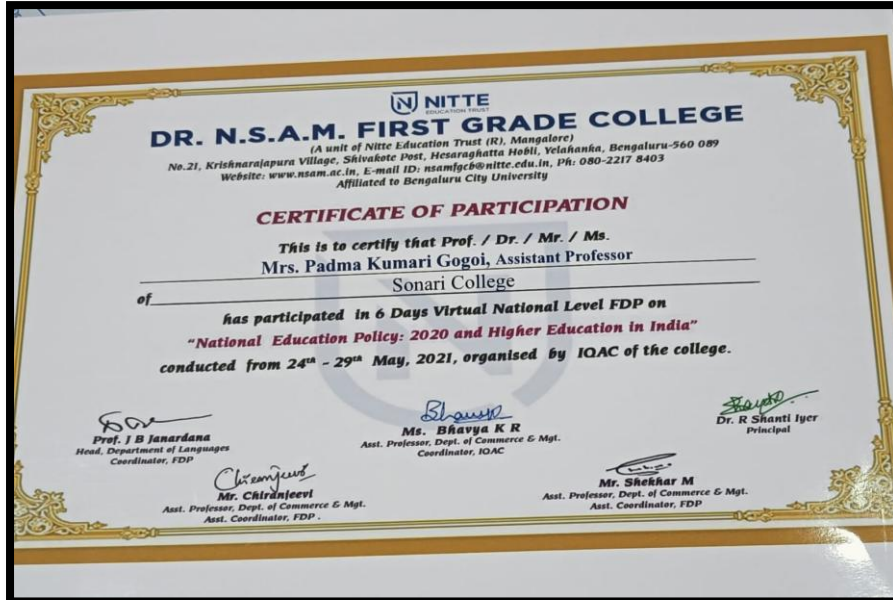 NITTE
EDUCATION TRUST
DR. N.S.A.M. FIRST GRADE COLLEGE
(A unit of Nitte Education Trust (R), Mangalore)
No.21, Krishnarajapura Village, Shivakote Post, Hesaraghatta Hobli, Yelahanka, Bengaluru-560 089
Website: www.nsam.ac.in, E-mail ID: nsamfgcb@nitte.edu.in, Ph: 080-2217 8403
Affiliated to Bengaluru City University
CERTIFICATE OF PARTICIPATION
This is to certify that Prof. / Dr. / Mr. / Ms.
Mrs. Padma Kumari Gogoi, Assistant Professor
of Sonari College
has participated in 6 Days Virtual National Level FDP on
“National Education Policy: 2020 and Higher Education in India”
conducted from 24th - 29th May, 2021, organised by IQAC of the college.
Prof. J B Janardana
Head, Department of Languages
Coordinator, FDP
Bhavya
Ms. Bhavya K R
Asst. Professor, Dept. of Commerce & Mgt.
Coordinator, IQAC
Dr. R Shanti Iyer
Principal
Chiranjeevi
Mr. Chiranjeevi
Asst. Professor, Dept. of Commerce & Mgt.
Asst. Coordinator, FDP .
Mr. Shekhar M
Asst. Professor, Dept. of Commerce & Mgt.
Asst. Coordinator, FDP